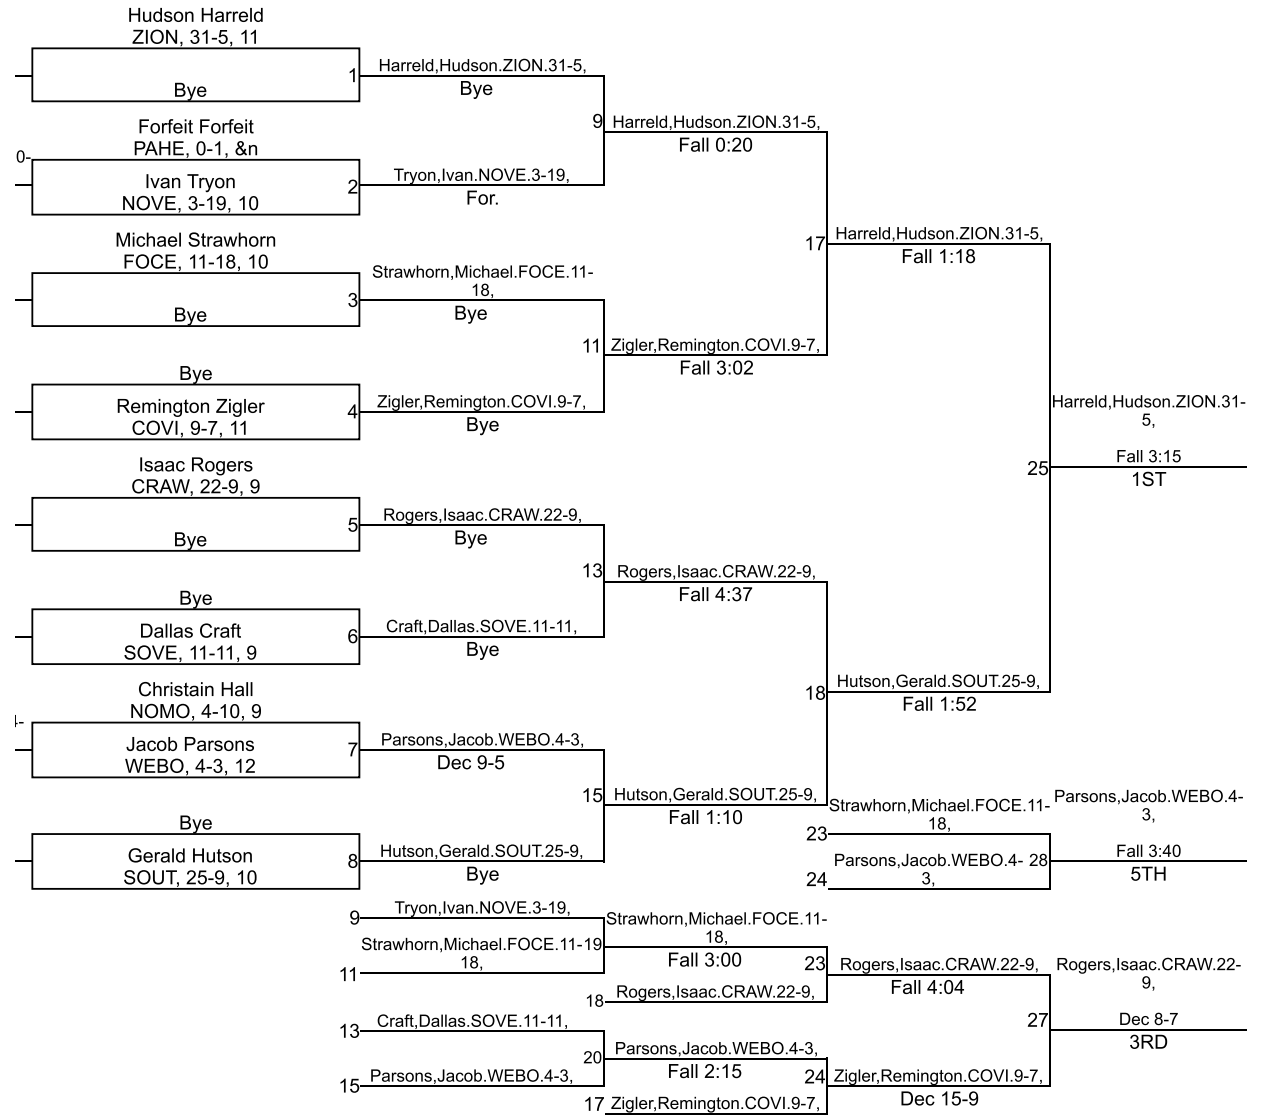 Hudson Harreld
ZION, 31-5, 11
Bye
1
Harreld,Hudson.ZION.31-5,
Bye
Forfeit Forfeit
PAHE, 0-1, &n
0-
Ivan Tryon
NOVE, 3-19, 10
2
Tryon,Ivan.NOVE.3-19,
For.
9
Harreld,Hudson.ZION.31-5,
Fall 0:20
Michael Strawhorn
FOCE, 11-18, 10
Bye
3
Strawhorn,Michael.FOCE.11-
18,
Bye
17
Harreld,Hudson.ZION.31-5,
Fall 1:18
11
Zigler,Remington.COVI.9-7,
Fall 3:02
Bye
Remington Zigler
COVI, 9-7, 11
4
Zigler,Remington.COVI.9-7,
Bye
Harreld,Hudson.ZION.31-
5,
25
Fall 3:15
1ST
Isaac Rogers
CRAW, 22-9, 9
Bye
5
Rogers,Isaac.CRAW.22-9,
Bye
13
Rogers,Isaac.CRAW.22-9,
Fall 4:37
Bye
Dallas Craft
SOVE, 11-11, 9
6
Craft,Dallas.SOVE.11-11,
Bye
18
Hutson,Gerald.SOUT.25-9,
Fall 1:52
Christain Hall
NOMO, 4-10, 9
Jacob Parsons
WEBO, 4-3, 12
7
Parsons,Jacob.WEBO.4-3,
Dec 9-5
15
Hutson,Gerald.SOUT.25-9,
Fall 1:10
Bye
Gerald Hutson
SOUT, 25-9, 10
8
Hutson,Gerald.SOUT.25-9,
Bye
Strawhorn,Michael.FOCE.11-
18,
23
Parsons,Jacob.WEBO.4-
3,
24
28
Parsons,Jacob.WEBO.4-
3,
Fall 3:40
5TH
9
Tryon,Ivan.NOVE.3-19,
Strawhorn,Michael.FOCE.11-
18,
11
19
Strawhorn,Michael.FOCE.11-
18,
Fall 3:00
18
Rogers,Isaac.CRAW.22-9,
23
Rogers,Isaac.CRAW.22-9,
Fall 4:04
13
Craft,Dallas.SOVE.11-11,
15
Parsons,Jacob.WEBO.4-3,
20
Parsons,Jacob.WEBO.4-3,
Fall 2:15
17
Zigler,Remington.COVI.9-7,
24
Zigler,Remington.COVI.9-7,
Dec 15-9
27
Rogers,Isaac.CRAW.22-
9,
Dec 8-7
3RD